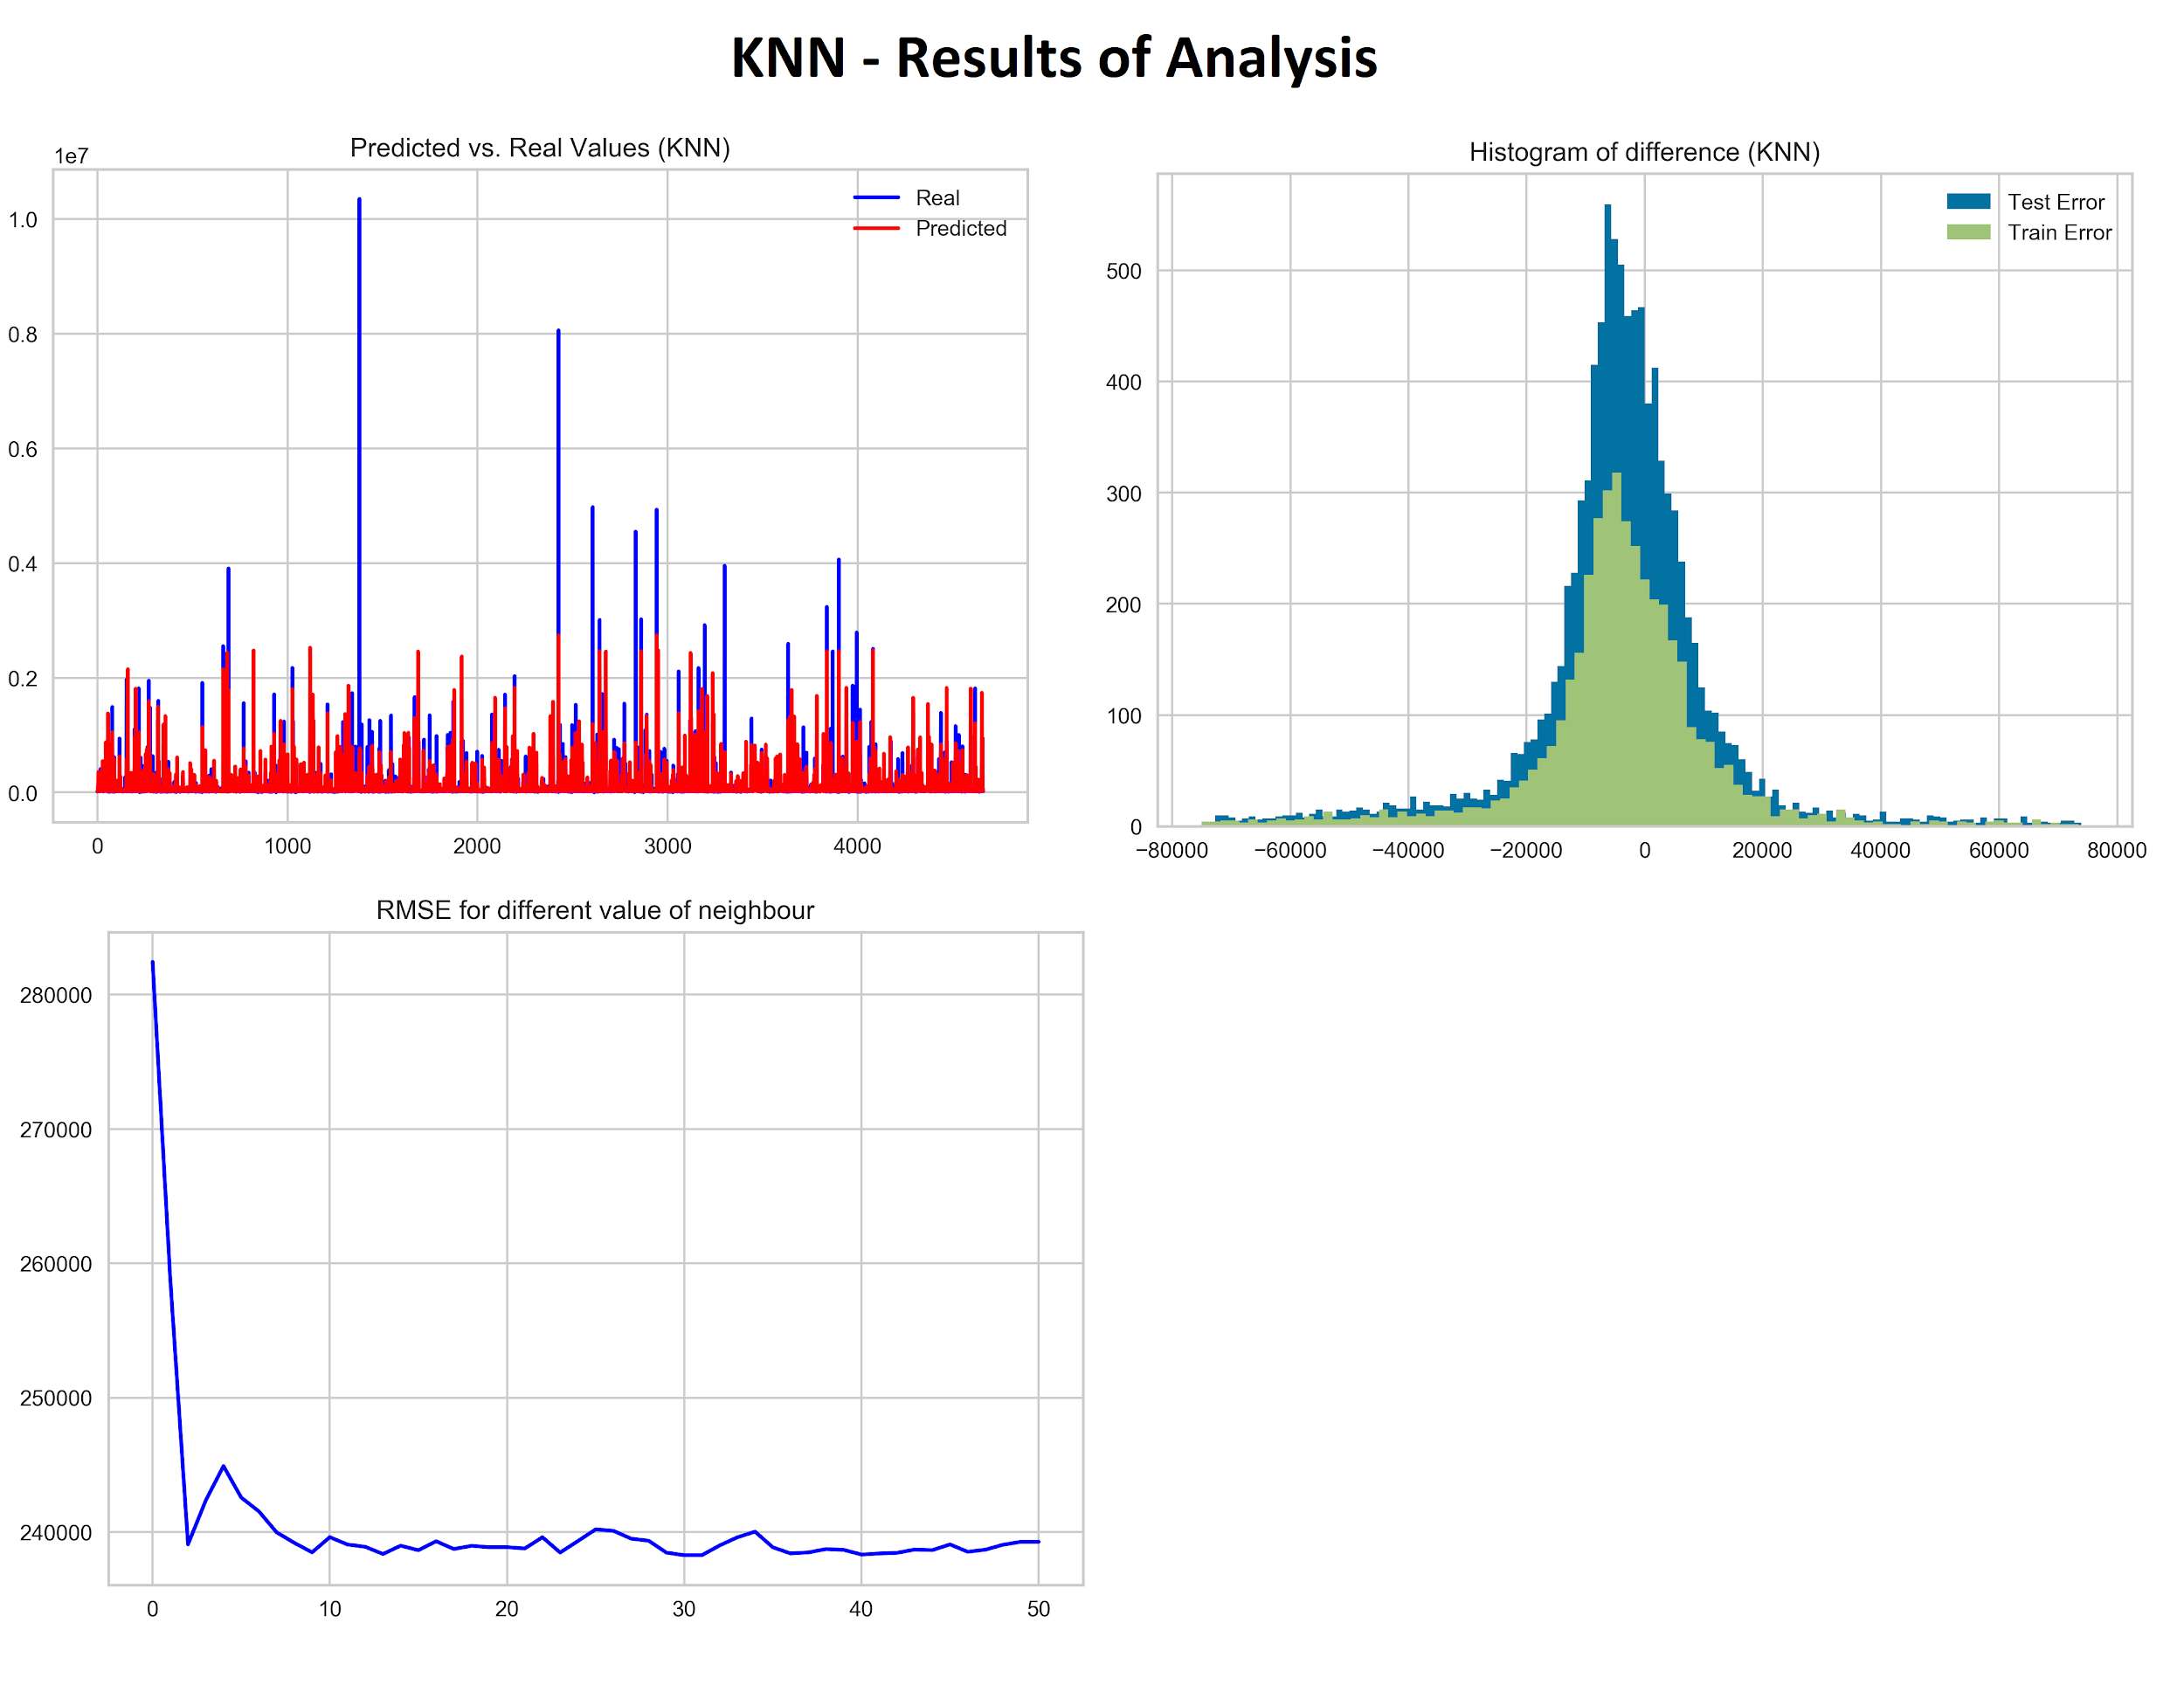 KNN - Results of Analysis
Predicted vs. Real Values (KNN)
1e7
Real
Predicted
1.0
0.8
0.6
0.4
0.2
0.0
0 1000 2000 3000 4000
Histogram of difference (KNN)
Test Error
Train Error
500
400
300
200
100
0
−80000 −60000 −40000 −20000 0 20000 40000 60000 80000
RMSE for different value of neighbour
280000
270000
260000
250000
240000
0 10 20 30 40 50